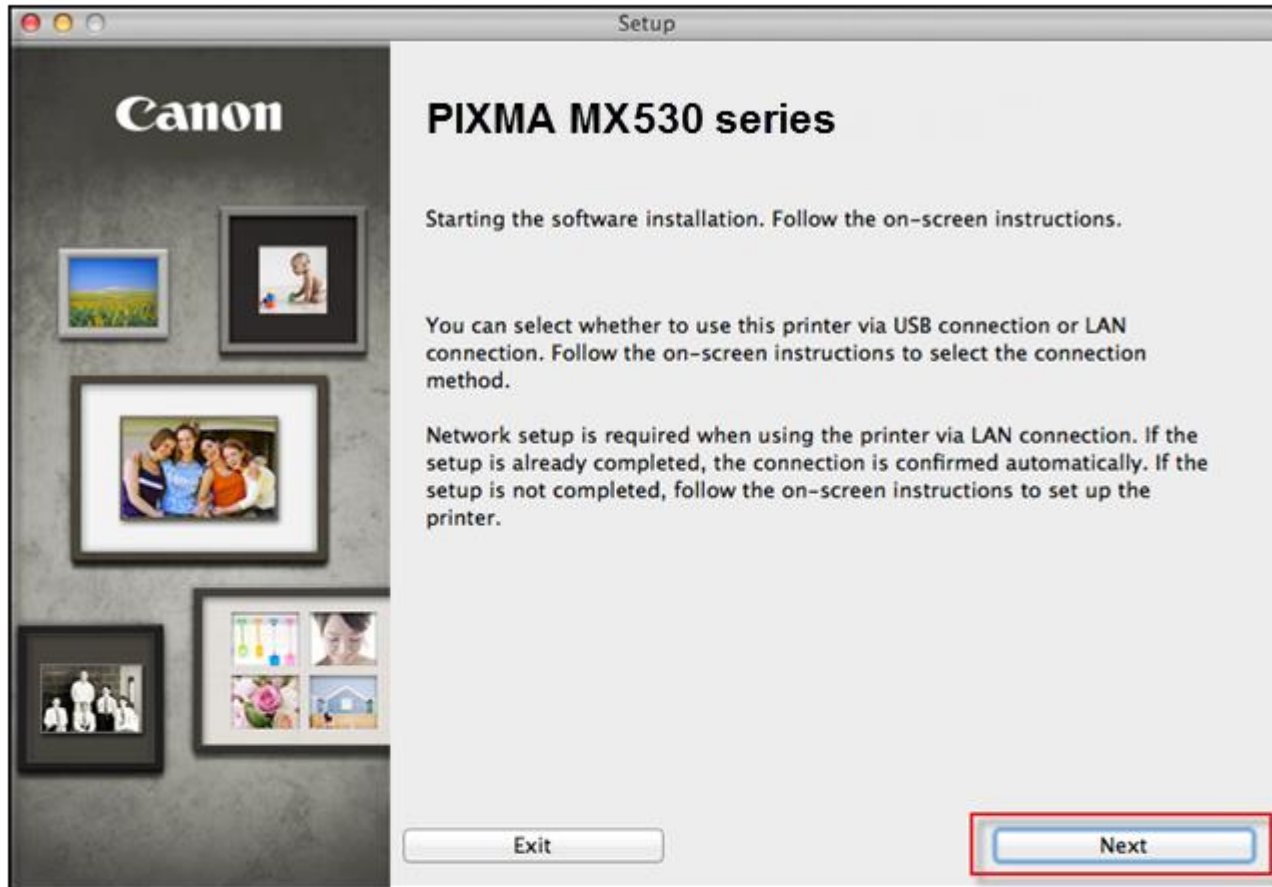 Setup
Canon
PIXMA MX530 series
Starting the software installation. Follow the on-screen instructions.
You can select whether to use this printer via USB connection or LAN
connection. Follow the on-screen instructions to select the connection
method.
Network setup is required when using the printer via LAN connection. If the
setup is already completed, the connection is confirmed automatically. If the
setup is not completed, follow the on-screen instructions to set up the
printer.
Exit
Next